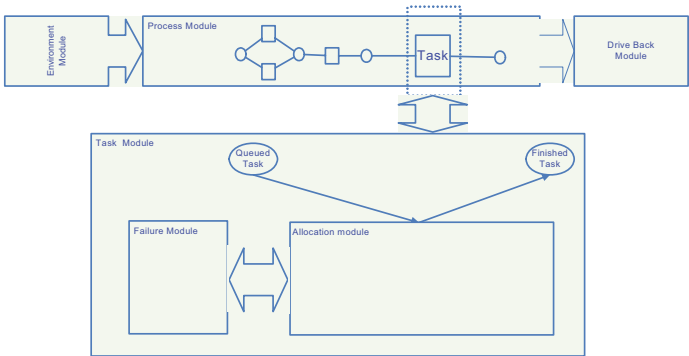 Environment
Module
Process Module
Task
Drive Back
Module
Task Module
Queued
Task
Finished
Task
Failure Module
Allocation module